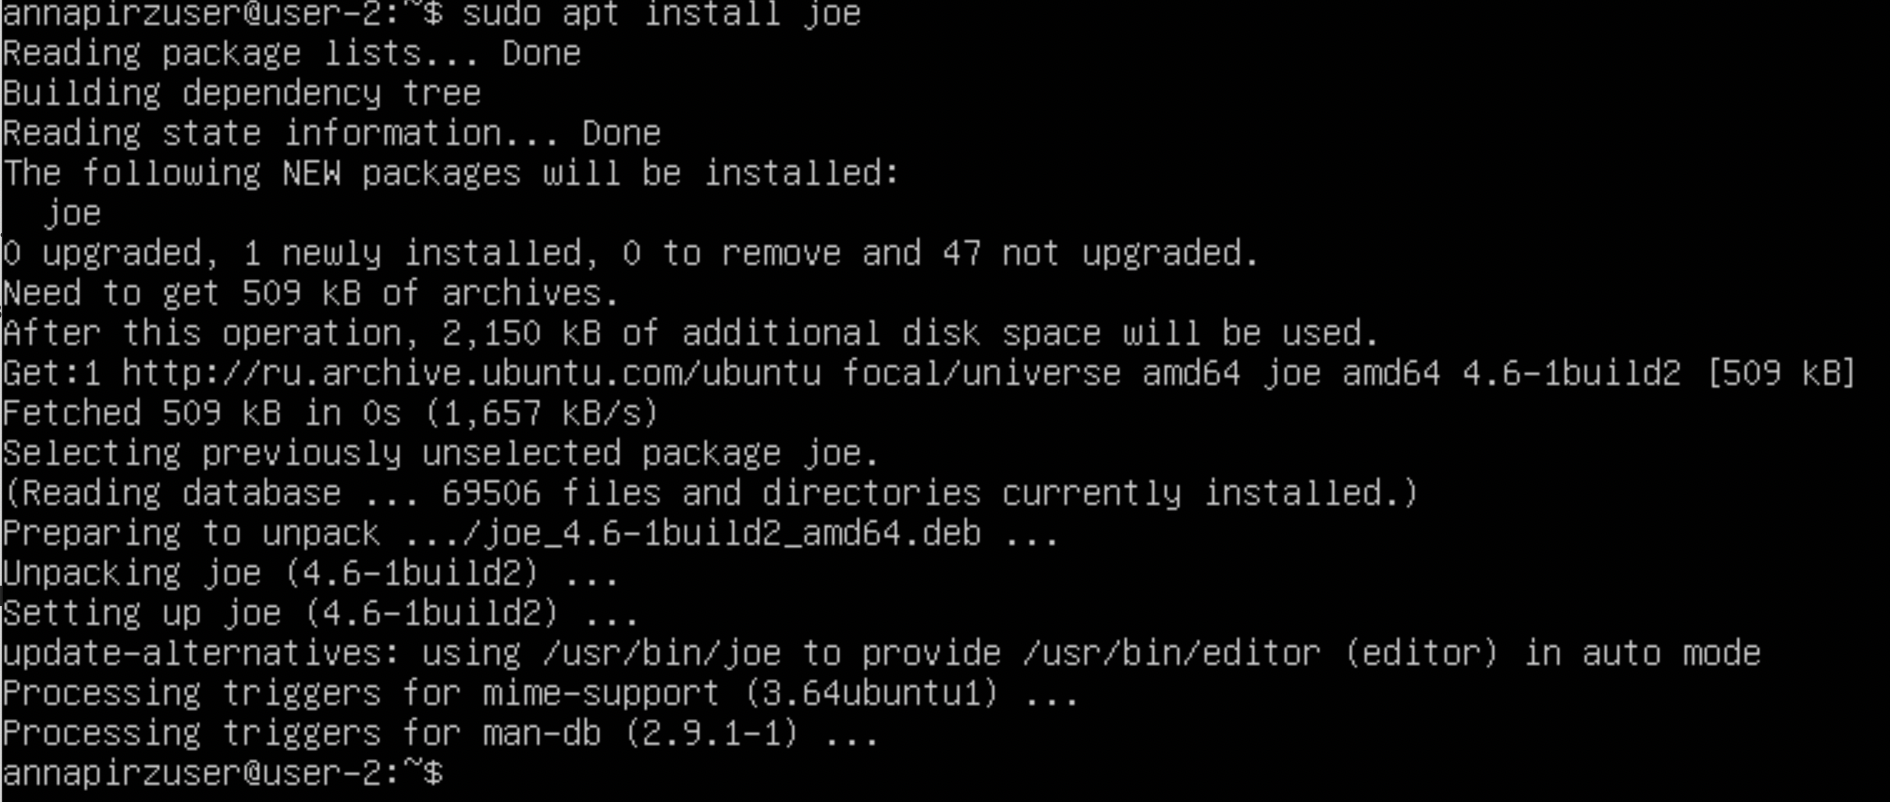 annapirzuser@user-2:~$ sudo apt install joe
Reading package lists... Done
Building dependency tree
Reading state information... Done
The following NEW packages will be installed:
  joe
0 upgraded, 1 newly installed, 0 to remove and 47 not upgraded.
Need to get 509 kB of archives.
After this operation, 2,150 kB of additional disk space will be used.
Get:1 http://ru.archive.ubuntu.com/ubuntu focal/universe amd64 joe amd64 4.6-1build2 [509 kB]
Fetched 509 kB in 0s (1,657 kB/s)
Selecting previously unselected package joe.
(Reading database ... 69506 files and directories currently installed.)
Preparing to unpack .../joe_4.6-1build2_amd64.deb ...
Unpacking joe (4.6-1build2) ...
Setting up joe (4.6-1build2) ...
update-alternatives: using /usr/bin/joe to provide /usr/bin/editor (editor) in auto mode
Processing triggers for mime-support (3.64ubuntu1) ...
Processing triggers for man-db (2.9.1-1) ...
annapirzuser@user-2:~$